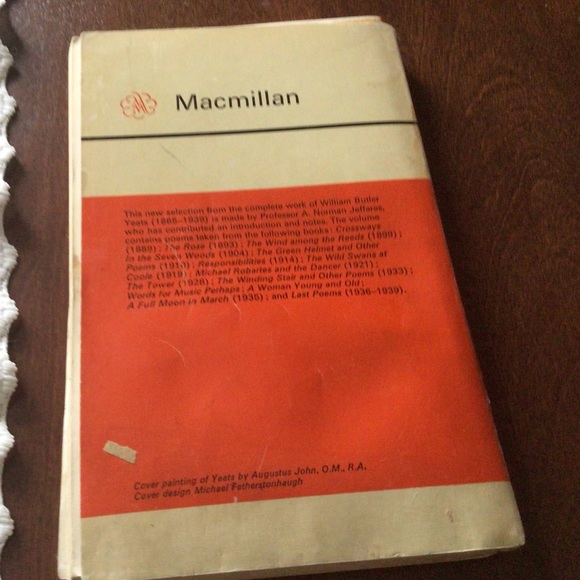 M
Macmillan
This new selection from the complete work of William Butler
Yeats (1865–1939) is made by Professor A. Norman Jeffares,
who has contributed an introduction and notes. The volume
contains poems taken from the following books: Crossways
(1889); The Rose (1893); The Wind among the Reeds (1899);
In the Seven Woods (1904); The Green Helmet and Other
Poems (1910); Responsibilities (1914); The Wild Swans at
Coole (1919); Michael Robartes and the Dancer (1921);
The Tower (1928); The Winding Stair and Other Poems (1933);
Words for Music Perhaps; A Woman Young and Old;
A Full Moon in March (1935); and Last Poems (1936–1939).
Cover painting of Yeats by Augustus John, O.M., R.A.
Cover design Michael Fetherstonhaugh